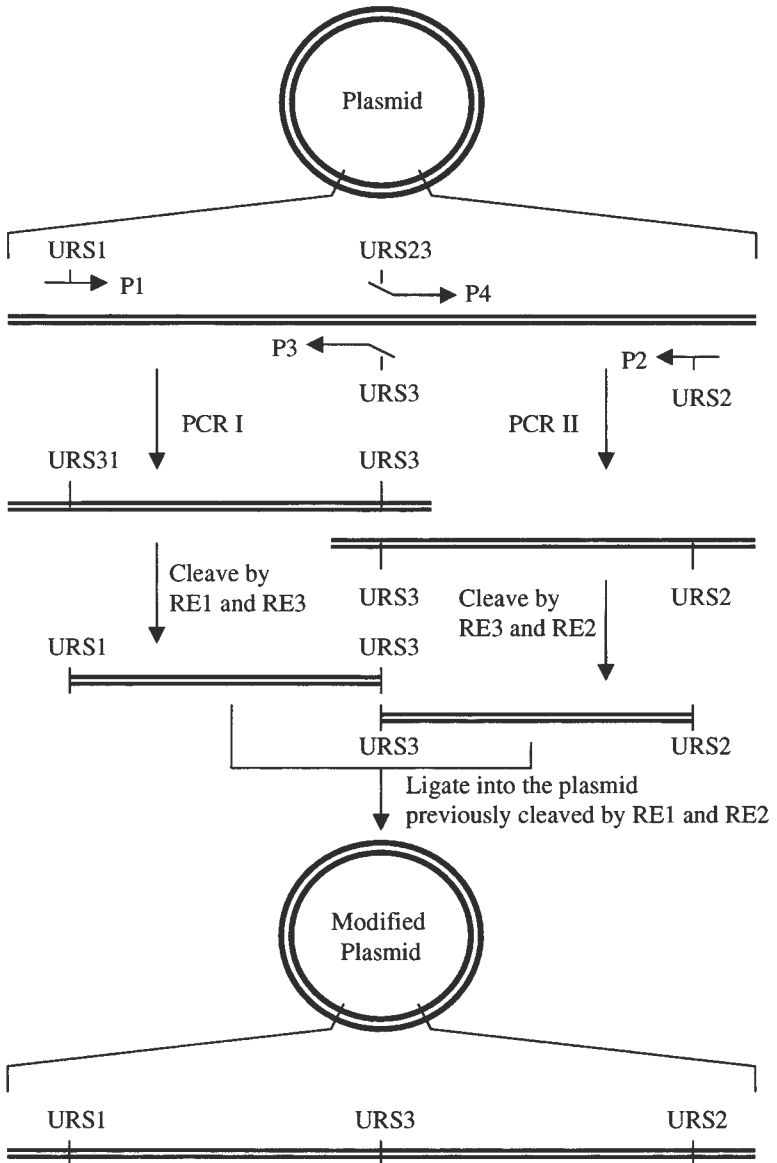 Plasmid
URS1
URS23
P1
P4
P3
P2
URS3
URS2
PCR I
PCR II
URS31
URS3
Cleave by
RE1 and RE3
URS3
URS2
Cleave by
RE3 and RE2
URS1
URS3
URS3
URS2
Ligate into the plasmid
previously cleaved by RE1 and RE2
Modified
Plasmid
URS1
URS3
URS2